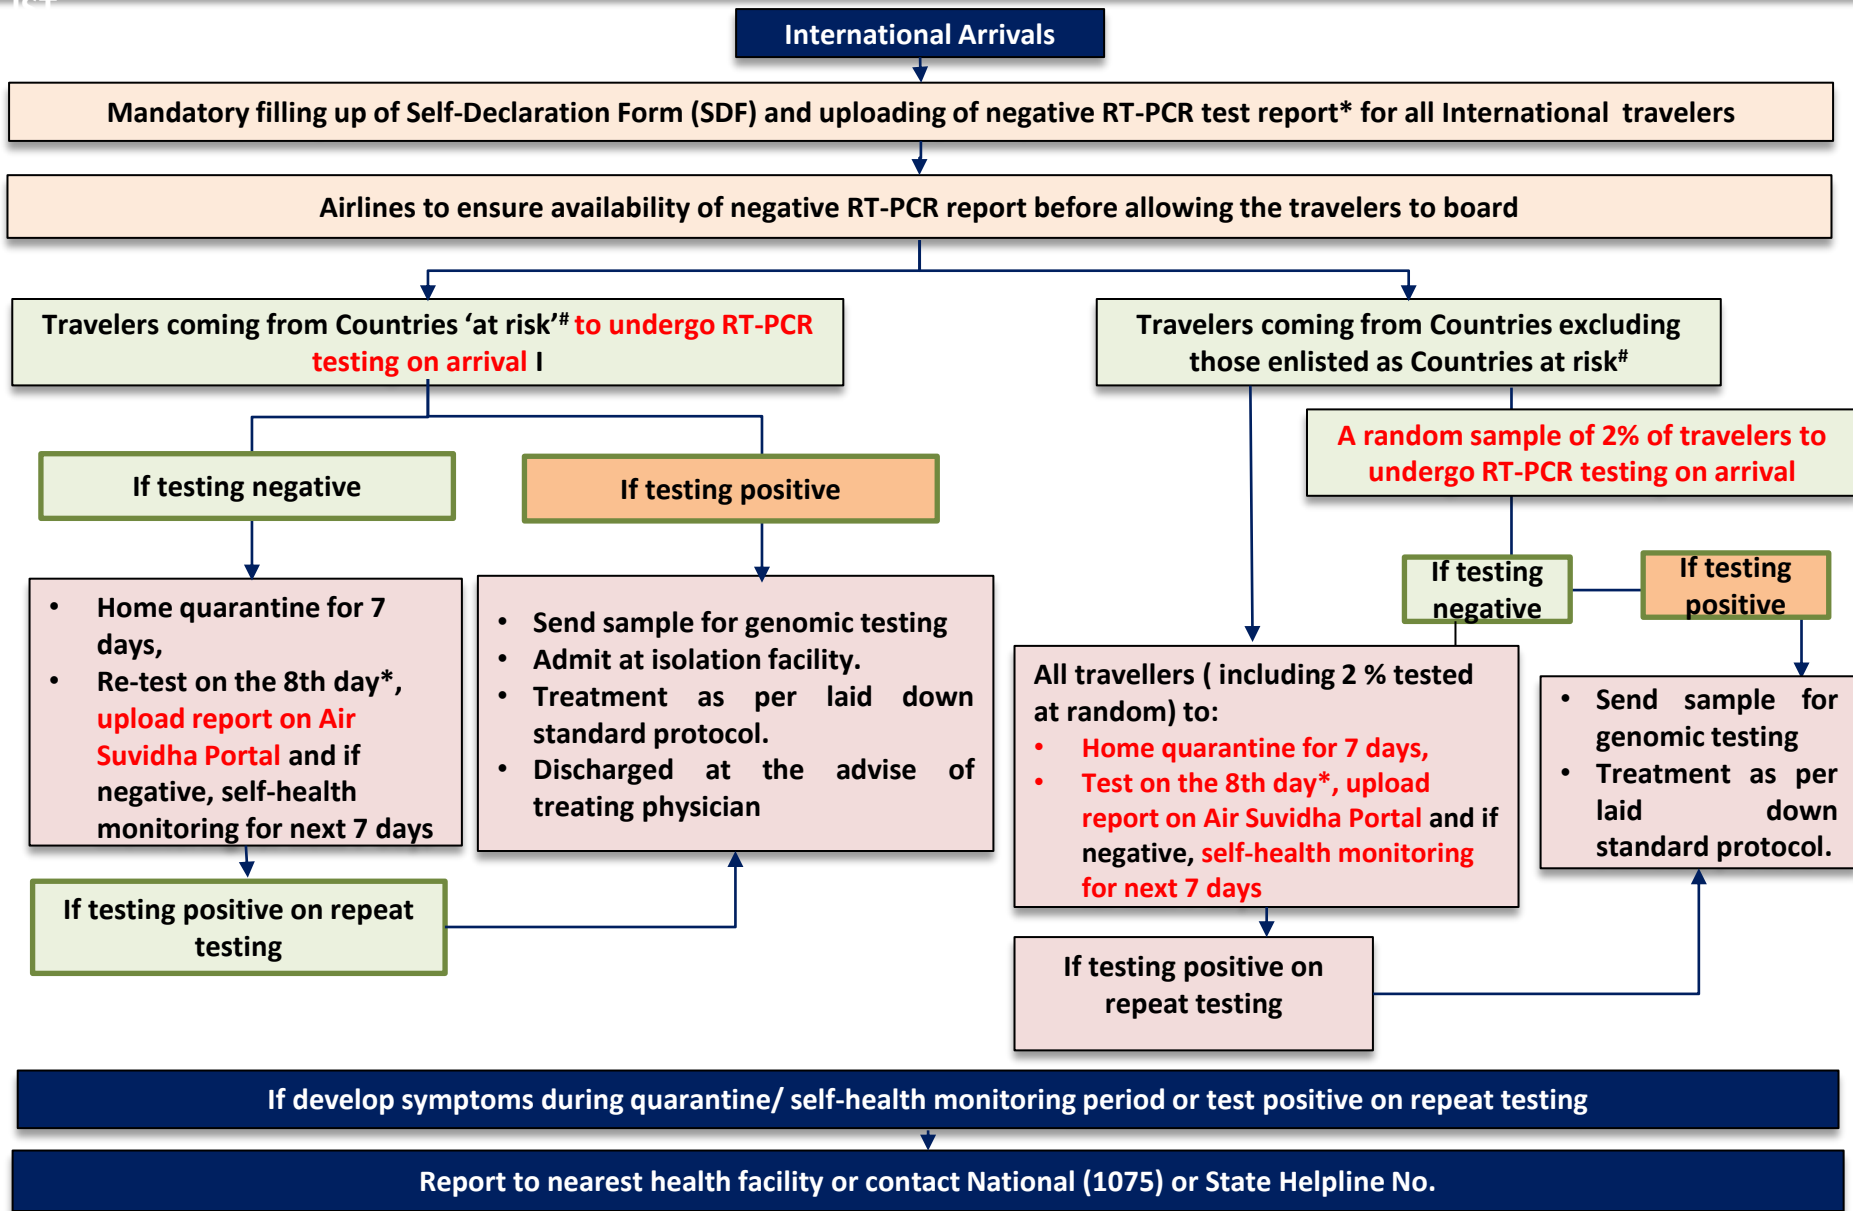 IST
International Arrivals
Mandatory filling up of Self-Declaration Form (SDF) and uploading of negative RT-PCR test report* for all International travelers
Airlines to ensure availability of negative RT-PCR report before allowing the travelers to board
Travelers coming from Countries ‘at risk’# to undergo RT-PCR
testing on arrival I
Travelers coming from Countries excluding
those enlisted as Countries at risk#
A random sample of 2% of travelers to
undergo RT-PCR testing on arrival
If testing negative
If testing positive
If testing
negative
If testing
positive
• Home quarantine for 7
days,
• Re-test on the 8th day*,
upload report on Air
Suvidha Portal and if
negative, self-health
monitoring for next 7 days
• Send sample for genomic testing
• Admit at isolation facility.
• Treatment as per laid down
standard protocol.
• Discharged at the advise of
treating physician
All travellers ( including 2 % tested
at random) to:
• Home quarantine for 7 days,
• Test on the 8th day*, upload
report on Air Suvidha Portal and if
negative, self-health monitoring
for next 7 days
• Send sample for
genomic testing
• Treatment as per
laid down
standard protocol.
If testing positive on repeat
testing
If testing positive on
repeat testing
If develop symptoms during quarantine/ self-health monitoring period or test positive on repeat testing
Report to nearest health facility or contact National (1075) or State Helpline No.